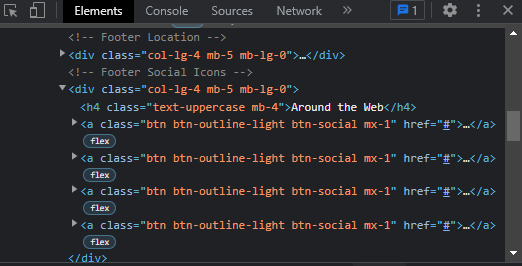 Elements Console Sources Network » 1
<!-- Footer Location -->
<div class="col-lg-4 mb-5 mb-lg-0">…</div>
<!-- Footer Social Icons -->
<div class="col-lg-4 mb-5 mb-lg-0">
<h4 class="text-uppercase mb-4">Around the Web</h4>
<a class="btn btn-outline-light btn-social mx-1" href="#">…</a>
flex
<a class="btn btn-outline-light btn-social mx-1" href="#">…</a>
flex
<a class="btn btn-outline-light btn-social mx-1" href="#">…</a>
flex
<a class="btn btn-outline-light btn-social mx-1" href="#">…</a>
flex
</div>